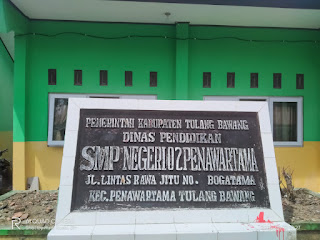 PEMERINTAH KABUPATEN TULANG BAWANG
DINAS PENDIDIKAN
SMP NEGERI 02 PENAWARTAMA
JL. LINTAS RAWA JITU NO. BOGATAMA
KEC. PENAWARTAMA TULANG BAWANG